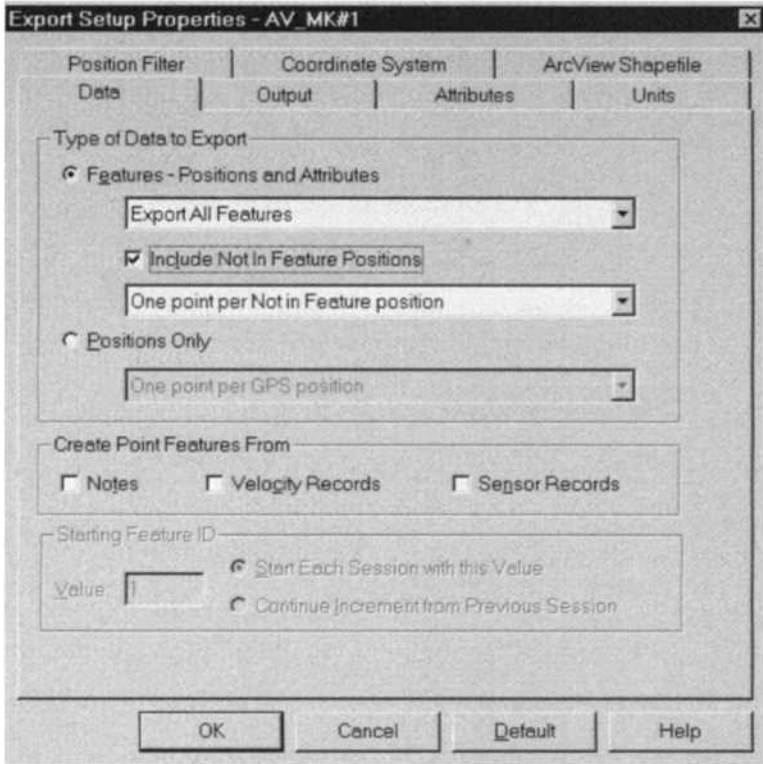 Export Setup Properties - AV_MK#1
Position Filter Coordinate System ArcView Shapefile
Data Output Attributes Units
Type of Data to Export
Features - Positions and Attributes
Export All Features
Include Not In Feature Positions
One point per Not in Feature position
Positions Only
One point per GPS position
Create Point Features From
Notes Velocity Records Sensor Records
Starting Feature ID
Value: 1 Start Each Session with this Value
Continue Increment from Previous Session
OK Cancel Default Help